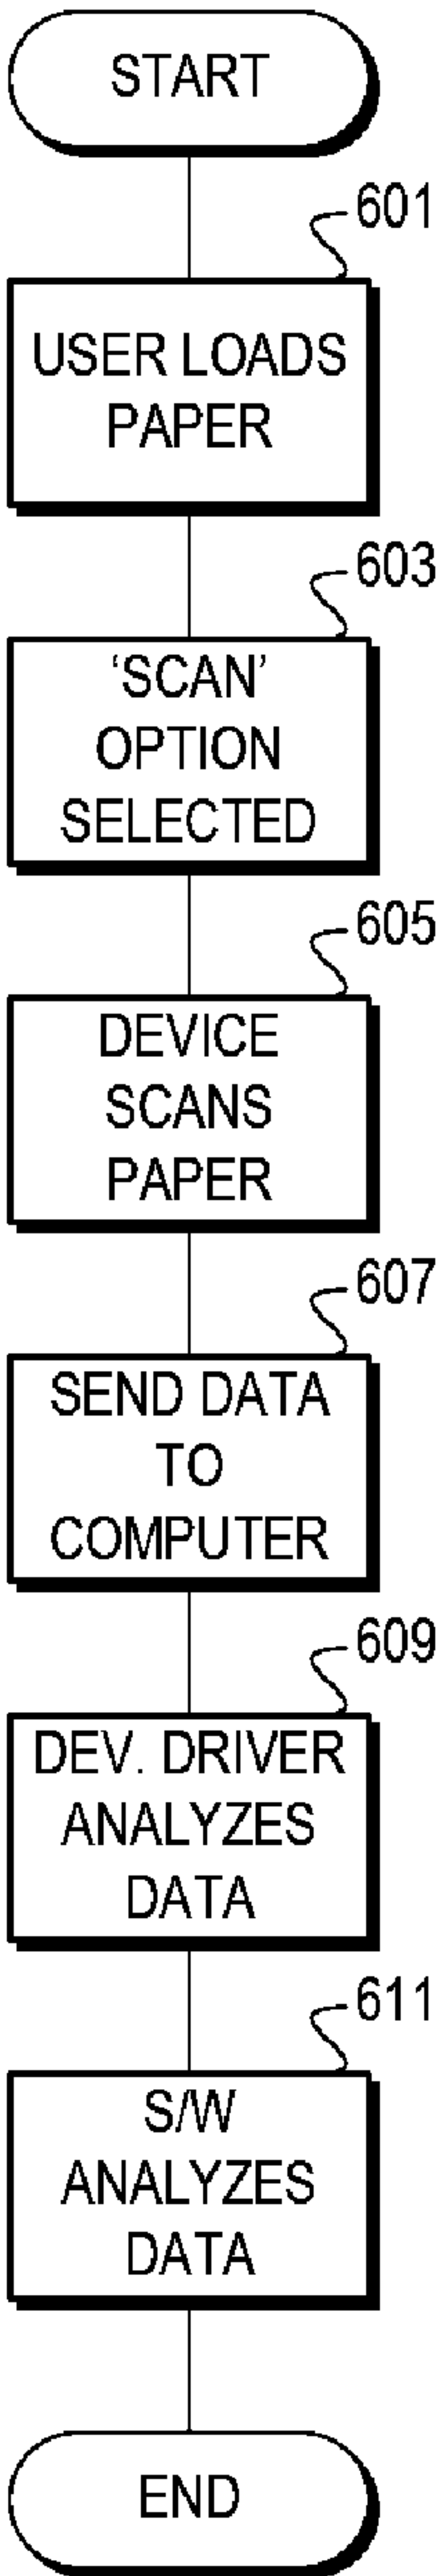 START
601
USER LOADS
PAPER
603
‘SCAN’
OPTION
SELECTED
605
DEVICE
SCANS
PAPER
607
SEND DATA
TO
COMPUTER
609
DEV. DRIVER
ANALYZES
DATA
611
S/W
ANALYZES
DATA
END